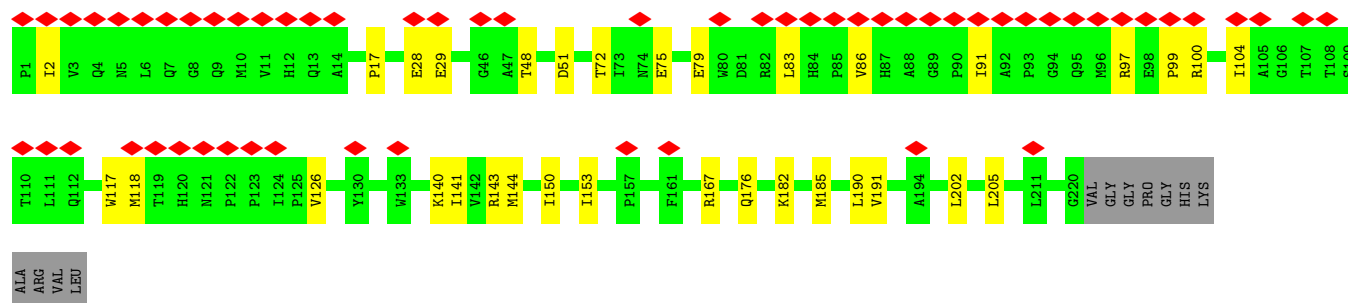 P1 I2 V3 Q4 N5 L6 Q7 G8 Q9 M10 V11 H12 Q13 A14 P17 E28 E29 G46 A47 T48 D51 T72 I73 N74 E75 E79 W80 D81 R82 L83 H84 P85 V86 H87 A88 G89 P90 I91 A92 P93 G94 Q95 M96 R97 E98 P99 R100 I104 A105 G106 T107 T108 S109
T110 L111 Q112 W117 M118 T119 H120 N121 P122 P123 I124 P125 V126 Y130 W133 K140 I141 V142 R143 M144 I150 I153 P157 F161 R167 Q176 K182 M185 L190 V191 A194 L202 L205 L211 G220 VAL GLY GLY PRO GLY HIS LYS
ALA ARG VAL LEU